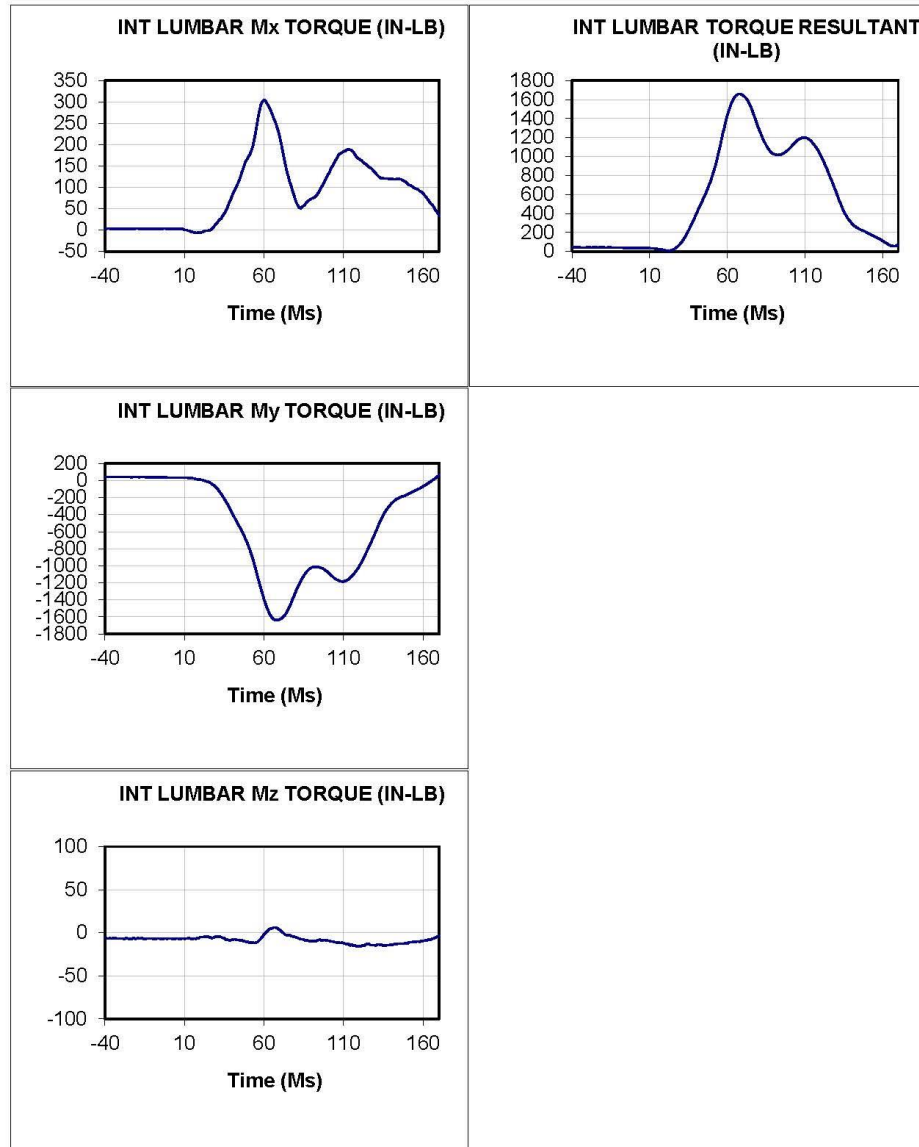 INT LUMBAR Mx TORQUE (IN-LB)
350
300
250
200
150
100
50
0
-50
-40 10 60 110 160
Time (Ms)
INT LUMBAR TORQUE RESULTANT
(IN-LB)
1800
1600
1400
1200
1000
800
600
400
200
0
-40 10 60 110 160
Time (Ms)
INT LUMBAR My TORQUE (IN-LB)
200
0
-200
-400
-600
-800
-1000
-1200
-1400
-1600
-1800
-40 10 60 110 160
Time (Ms)
INT LUMBAR Mz TORQUE (IN-LB)
100
50
0
-50
-100
-40 10 60 110 160
Time (Ms)